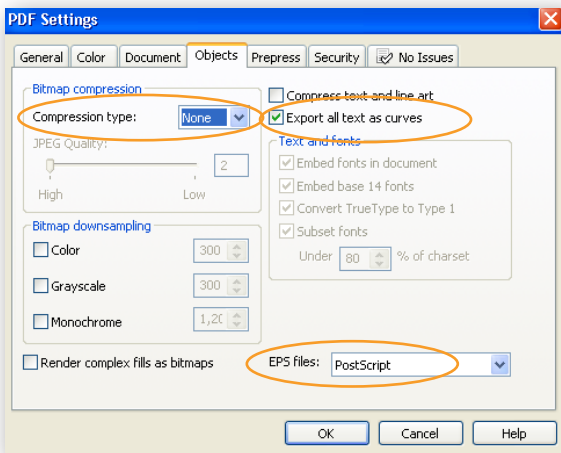 PDF Settings
General Color Document Objects Prepress Security No Issues
Bitmap compression
Compression type: None
JPEG Quality:
2
High Low
Bitmap downsampling
Color 300
Grayscale 300
Monochrome 1,20
Render complex fills as bitmaps
Compress text and line art
Export all text as curves
Text and fonts
Embed fonts in document
Embed base 14 fonts
Convert TrueType to Type 1
Subset fonts
Under 80 % of charset
EPS files: PostScript
OK Cancel Help